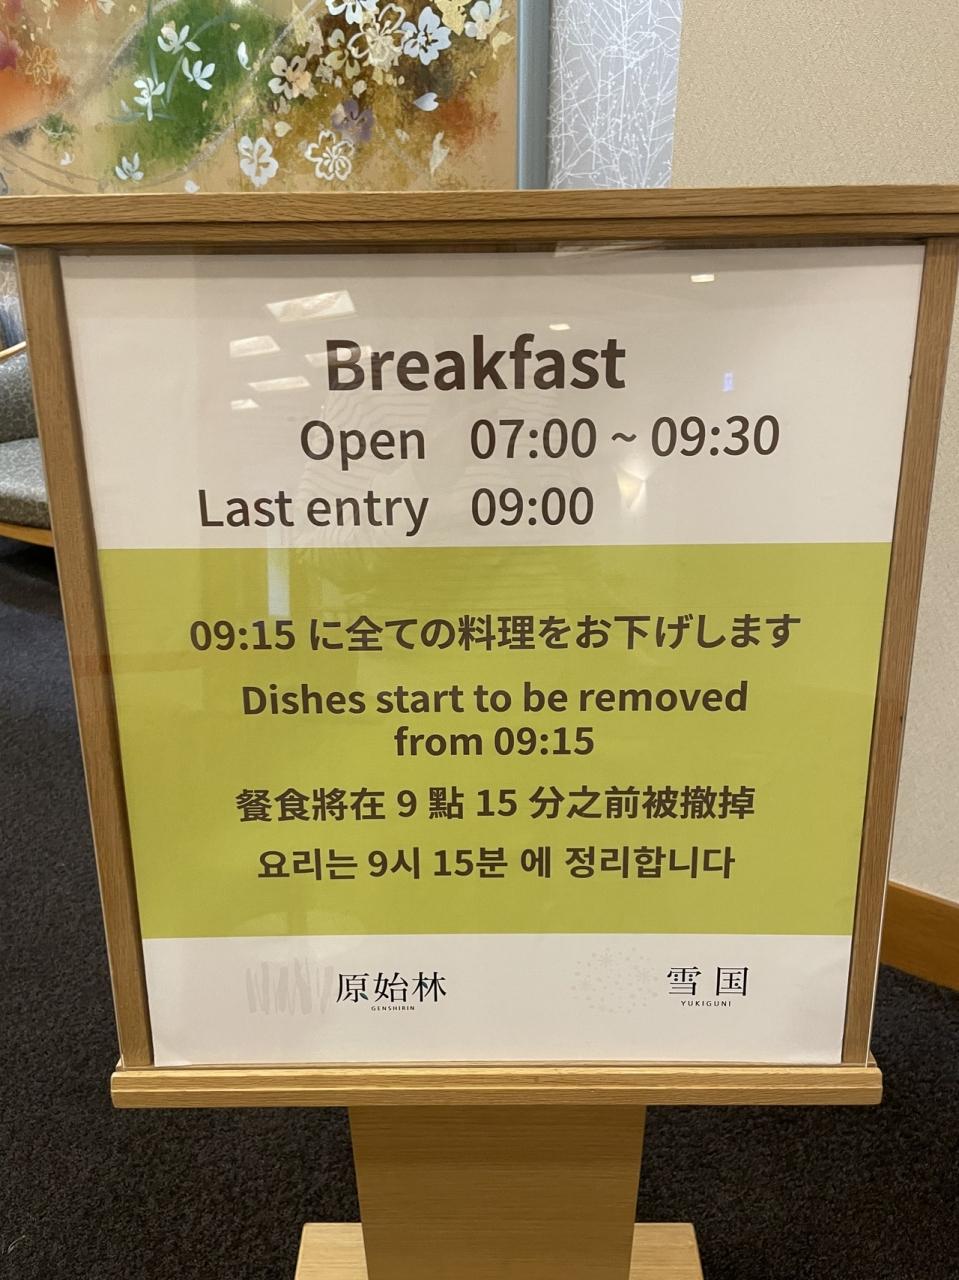 Breakfast
Open 07:00 ~ 09:30
Last entry 09:00
09:15 に全ての料理をお下げします
Dishes start to be removed
from 09:15
餐食將在 9 點 15 分之前被撤掉
요리는 9시 15분 에 정리합니다
原始林
GENSHIRIN
雪国
YUKIGUNI